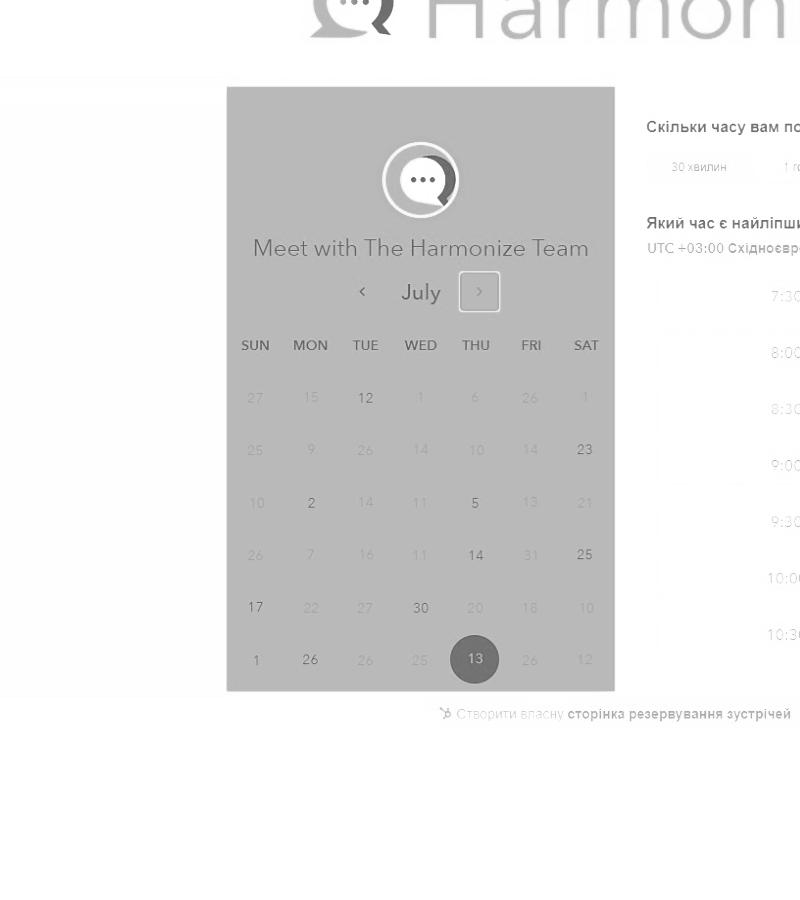 Harmoni
Meet with The Harmonize Team
July
SUN MON TUE WED THU FRI SAT
27 15 12 1 6 26 1
25 9 26 14 10 14 23
10 2 14 11 5 13 21
26 7 16 11 14 31 25
17 22 27 30 20 18 10
1 26 26 25 13 26 12
Скільки часу вам по
30 хвилин 1 го
Який час є найліпши
UTC +03:00 Східноєвр
7:30
8:00
8:30
9:00
9:30
10:00
10:30
Створити власну сторінка резервування зустрічей